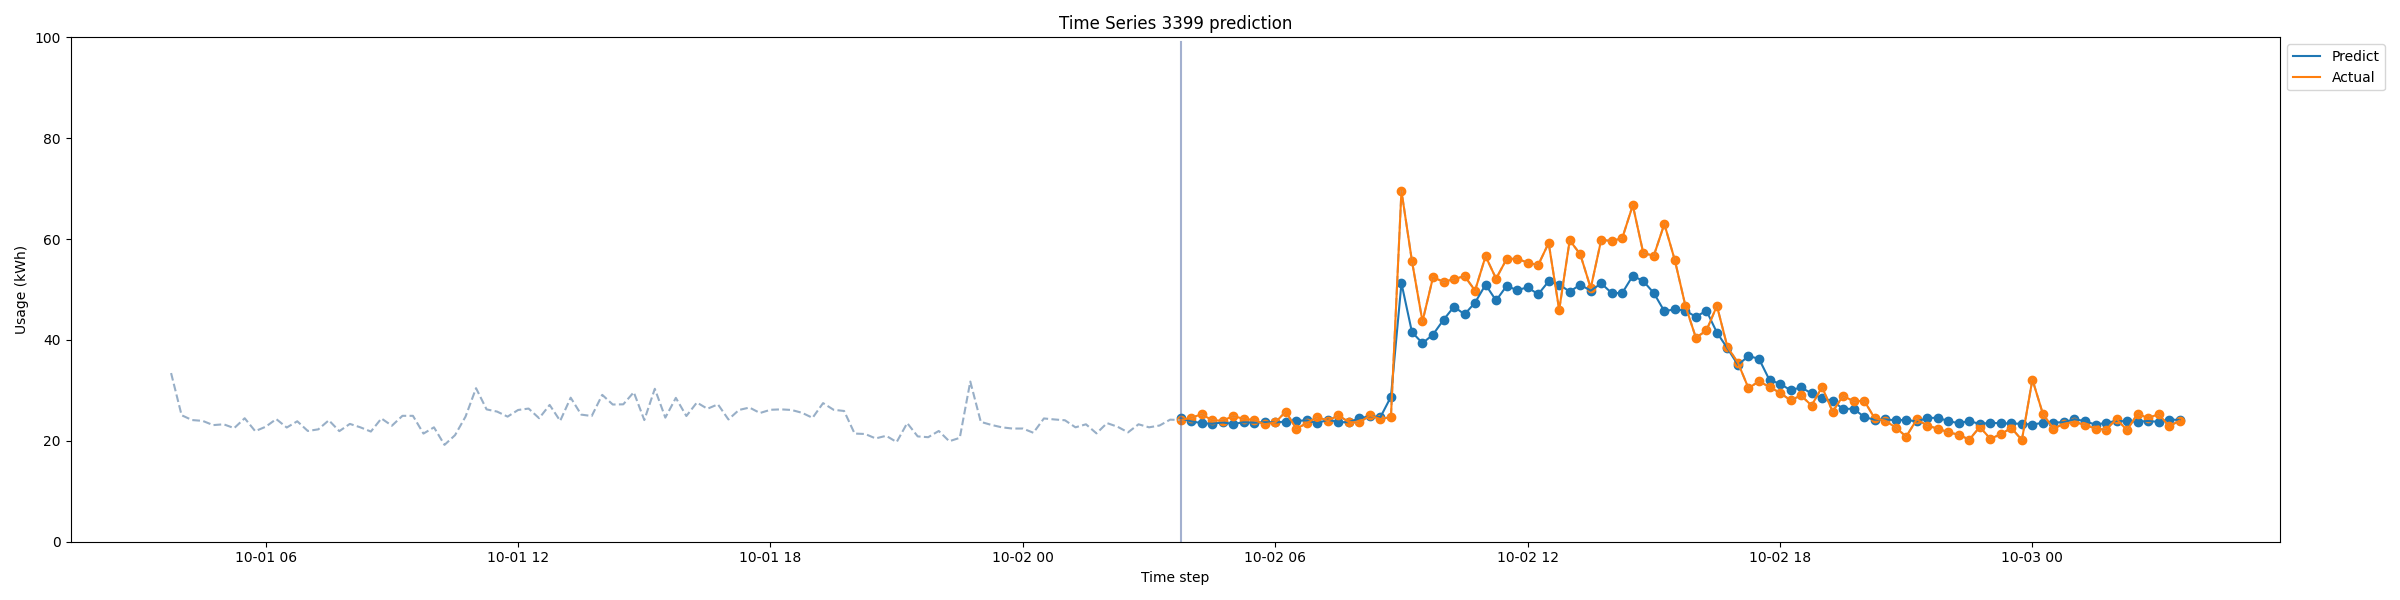 Time Series 3399 prediction
100
80
60
40
20
0
Usage (kWh)
10-01 06
10-01 12
10-01 18
10-02 00
10-02 06
10-02 12
10-02 18
10-03 00
Time step
Predict
Actual